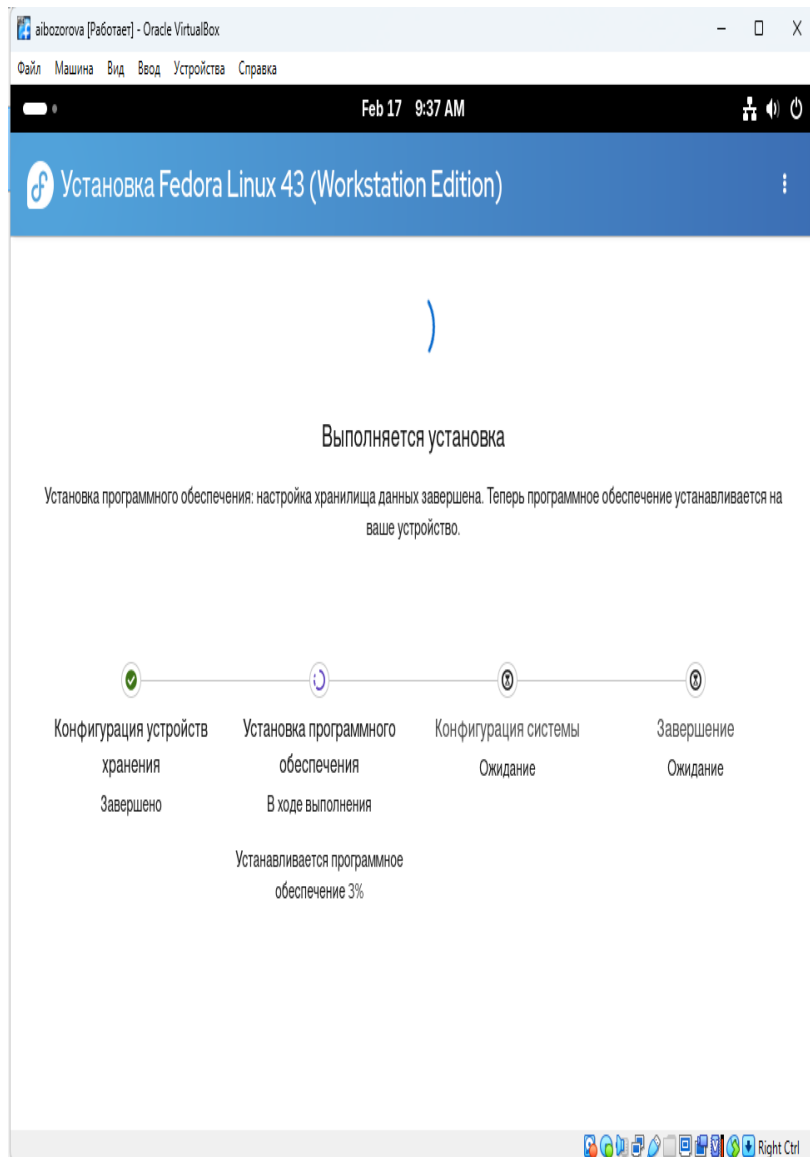 aibozorova [Работает] - Oracle VirtualBox
Файл Машина Вид Ввод Устройства Справка
Feb 17 9:37 AM
Установка Fedora Linux 43 (Workstation Edition)
Выполняется установка
Установка программного обеспечения: настройка хранилища данных завершена. Теперь программное обеспечение устанавливается на
ваше устройство.
Конфигурация устройств
хранения
Завершено
Установка программного
обеспечения
В ходе выполнения
Устанавливается программное
обеспечение 3%
Конфигурация системы
Ожидание
Завершение
Ожидание
Right Ctrl